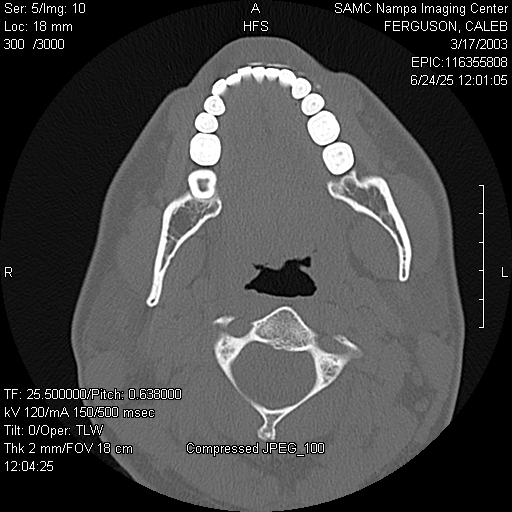 Ser: 5/Img: 10
Loc: 18 mm
300 /3000
A
HFS
SAMC Nampa Imaging Center
FERGUSON, CALEB
3/17/2003
EPIC:116355808
6/24/25 12:01:05
R
L
TF: 25.500000/Pitch: 0.638000
kV 120/mA 150/500 msec
Tilt: 0/Oper: TLW
Thk 2 mm/FOV 18 cm
12:04:25
Compressed JPEG_100